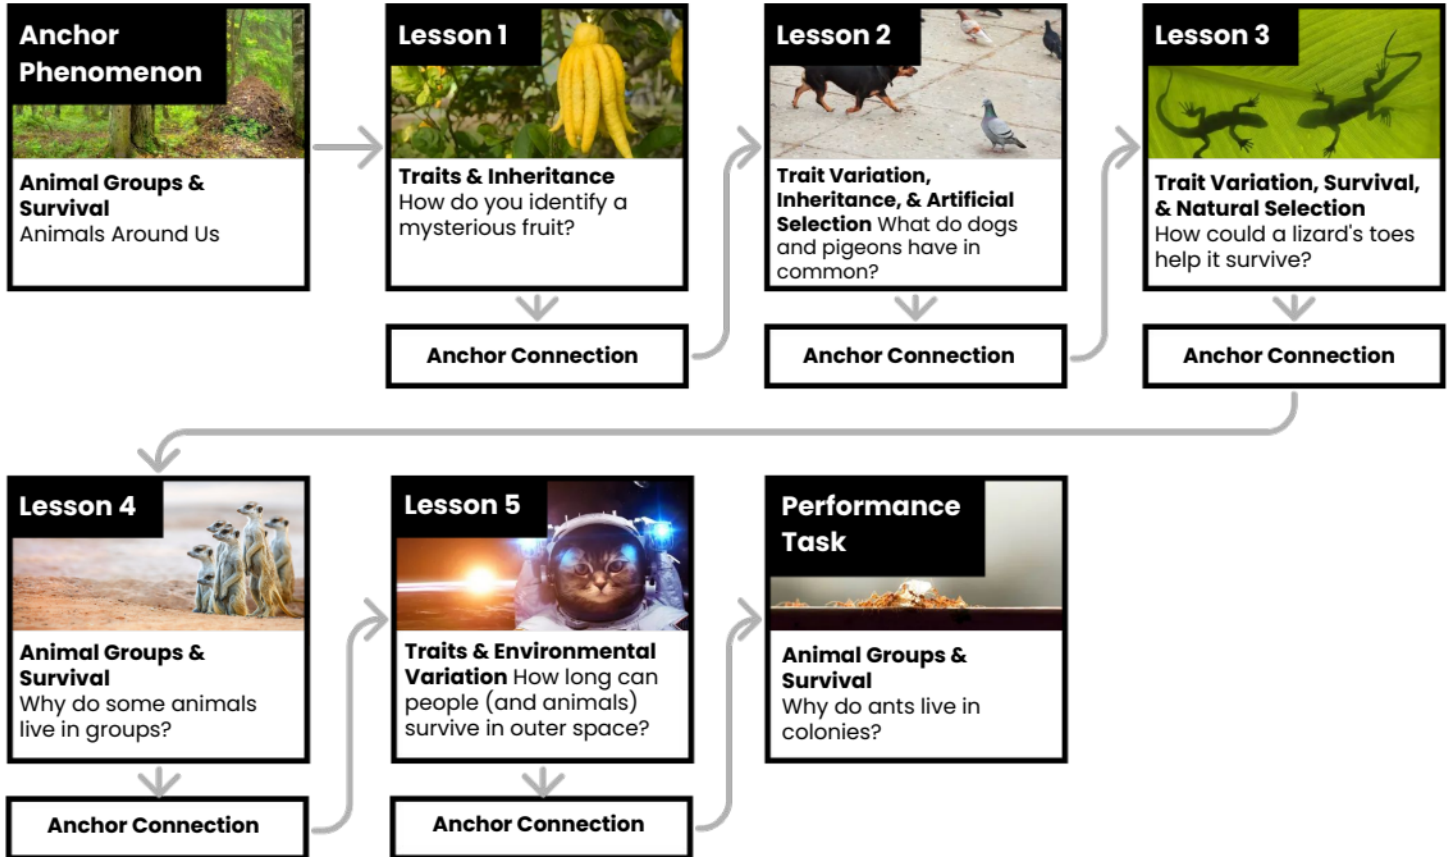 Anchor
Phenomenon
Animal Groups &
Survival
Animals Around Us
Lesson 1
Traits & Inheritance
How do you identify a
mysterious fruit?
Anchor Connection
Lesson 2
Trait Variation,
Inheritance, & Artificial
Selection What do dogs
and pigeons have in
common?
Anchor Connection
Lesson 3
Trait Variation, Survival,
& Natural Selection
How could a lizard's toes
help it survive?
Anchor Connection
Lesson 4
Animal Groups &
Survival
Why do some animals
live in groups?
Anchor Connection
Lesson 5
Traits & Environmental
Variation How long can
people (and animals)
survive in outer space?
Anchor Connection
Performance
Task
Animal Groups &
Survival
Why do ants live in
colonies?